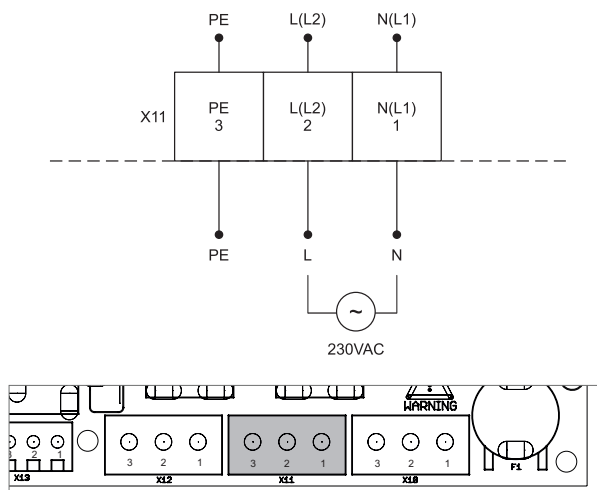 PE L(L2) N(L1)
X11
PE L(L2) N(L1)
3 2 1
PE L N
~
230VAC
WARNING
3 2 1 3 2 1 3 2 1 3 2 1
X13 X12 X11 X10 F1